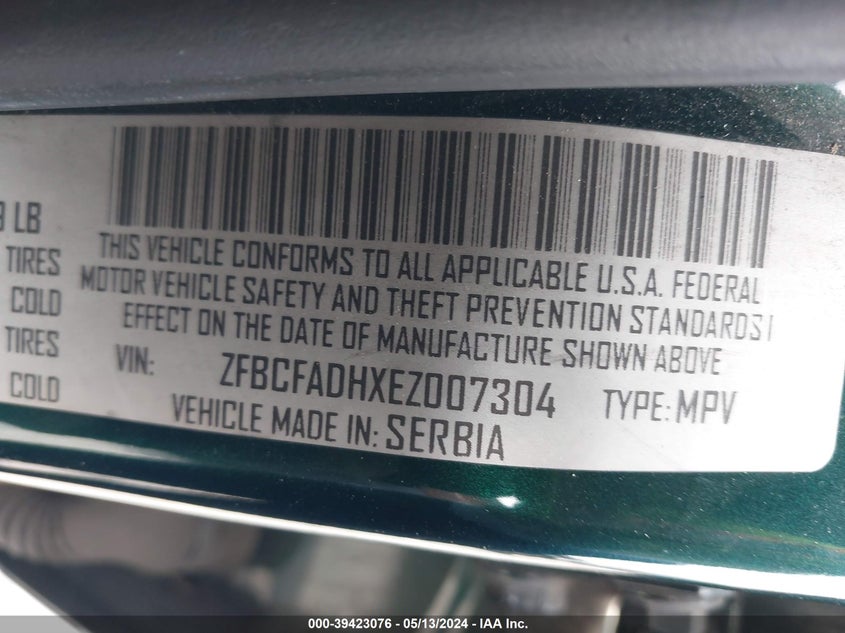 9 LB
TIRES
COLD
TIRES
COLD
THIS VEHICLE CONFORMS TO ALL APPLICABLE U.S.A. FEDERAL
MOTOR VEHICLE SAFETY AND THEFT PREVENTION STANDARDS I
EFFECT ON THE DATE OF MANUFACTURE SHOWN ABOVE
VIN: ZFBCFADHXEZ007304 TYPE: MPV
VEHICLE MADE IN: SERBIA
000-39423076 - 05/13/2024 - IAA Inc.